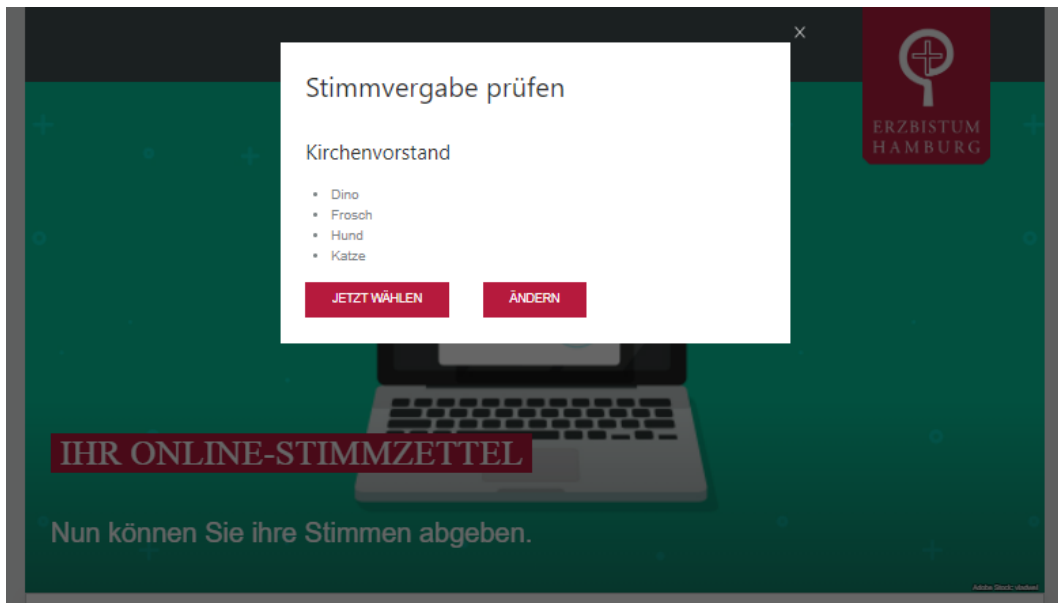 X
Stimmvergabe prüfen
Kirchenvorstand
Dino
Frosch
Hund
Katze
JETZT WÄHLEN ÄNDERN
ERZBISTUM
HAMBURG
IHR ONLINE-STIMMZETTEL
Nun können Sie ihre Stimmen abgeben.
Adobe Stock: